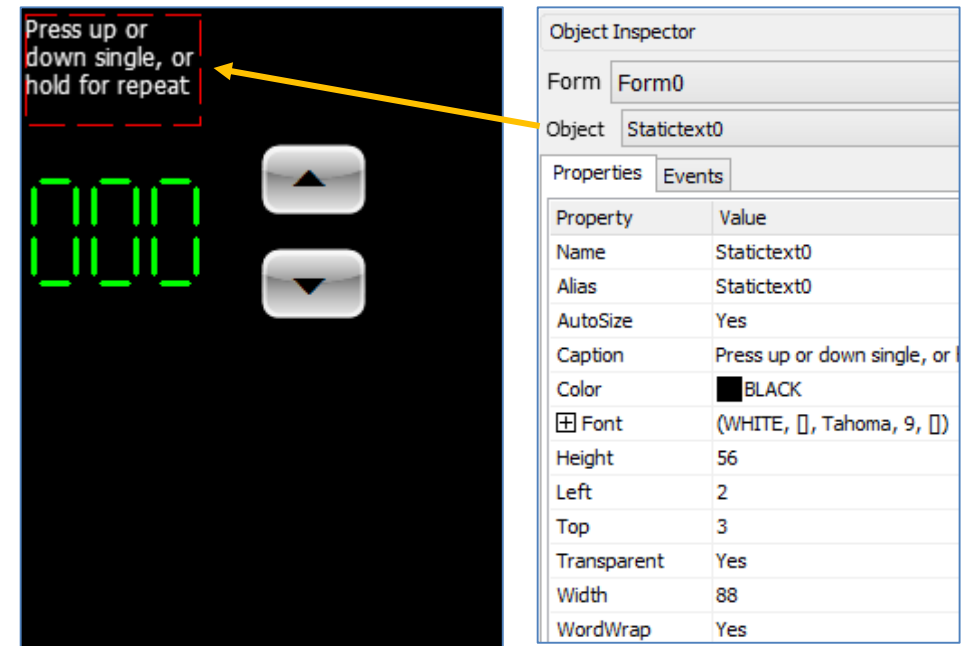 Press up or
down single, or
hold for repeat
000
Object Inspector
Form Form0
Object Statictext0
Properties Events
Property Value
Name Statictext0
Alias Statictext0
AutoSize Yes
Caption Press up or down single, or
Color BLACK
Font (WHITE, [], Tahoma, 9, [])
Height 56
Left 2
Top 3
Transparent Yes
Width 88
WordWrap Yes